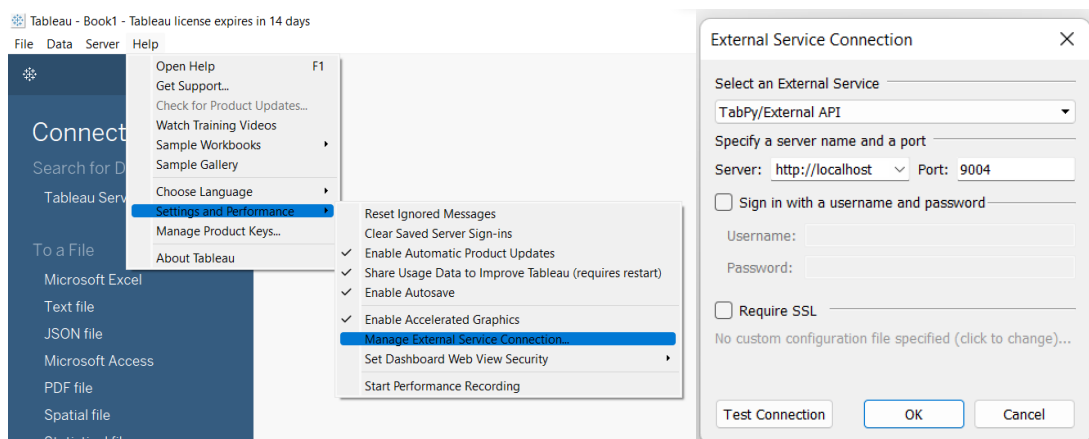 Tableau - Book1 - Tableau license expires in 14 days
File Data Server Help
Open Help F1
Get Support...
Check for Product Updates...
Watch Training Videos
Sample Workbooks
Sample Gallery
Choose Language
Settings and Performance
Manage Product Keys...
About Tableau
Connect
Search for D
Tableau Serv
To a File
Microsoft Excel
Text file
JSON file
Microsoft Access
PDF file
Spatial file
Reset Ignored Messages
Clear Saved Server Sign-ins
Enable Automatic Product Updates
Share Usage Data to Improve Tableau (requires restart)
Enable Autosave
Enable Accelerated Graphics
Manage External Service Connection...
Set Dashboard Web View Security
Start Performance Recording
External Service Connection
Select an External Service
TabPy/External API
Specify a server name and a port
Server: http://localhost Port: 9004
Sign in with a username and password
Username:
Password:
Require SSL
No custom configuration file specified (click to change)...
Test Connection OK Cancel